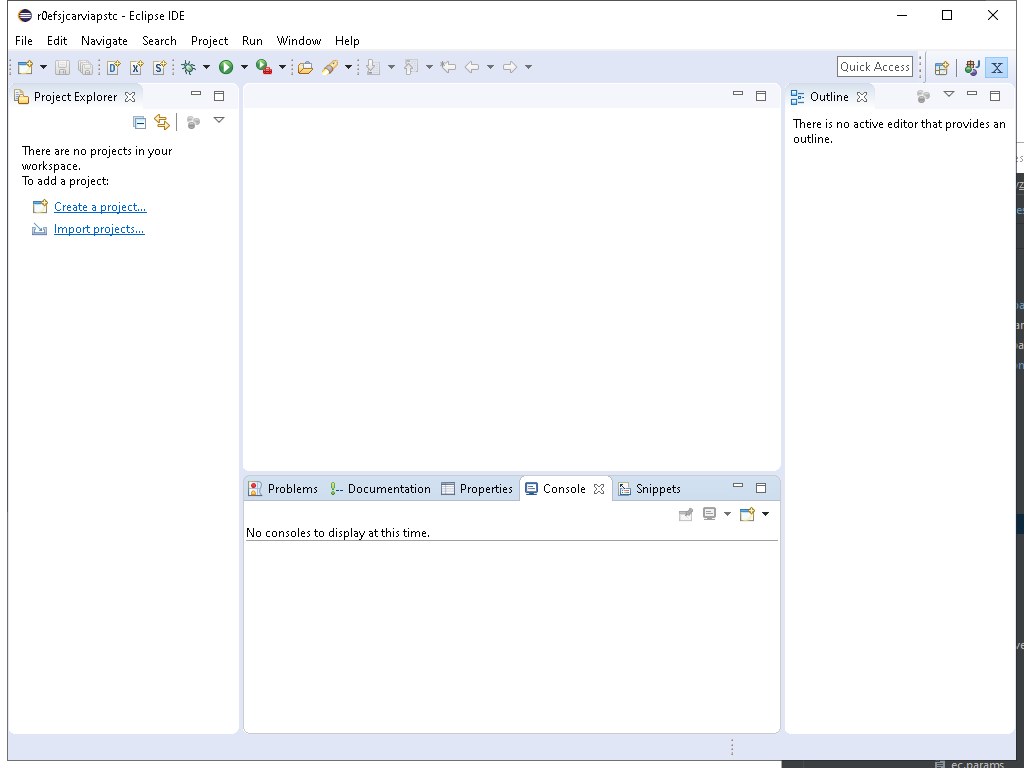 r0efsjcarviapstc - Eclipse IDE
File Edit Navigate Search Project Run Window Help
Quick Access
Project Explorer
There are no projects in your
workspace.
To add a project:
Create a project...
Import projects...
Outline
There is no active editor that provides an
outline.
Problems Documentation Properties Console Snippets
No consoles to display at this time.
ec.params